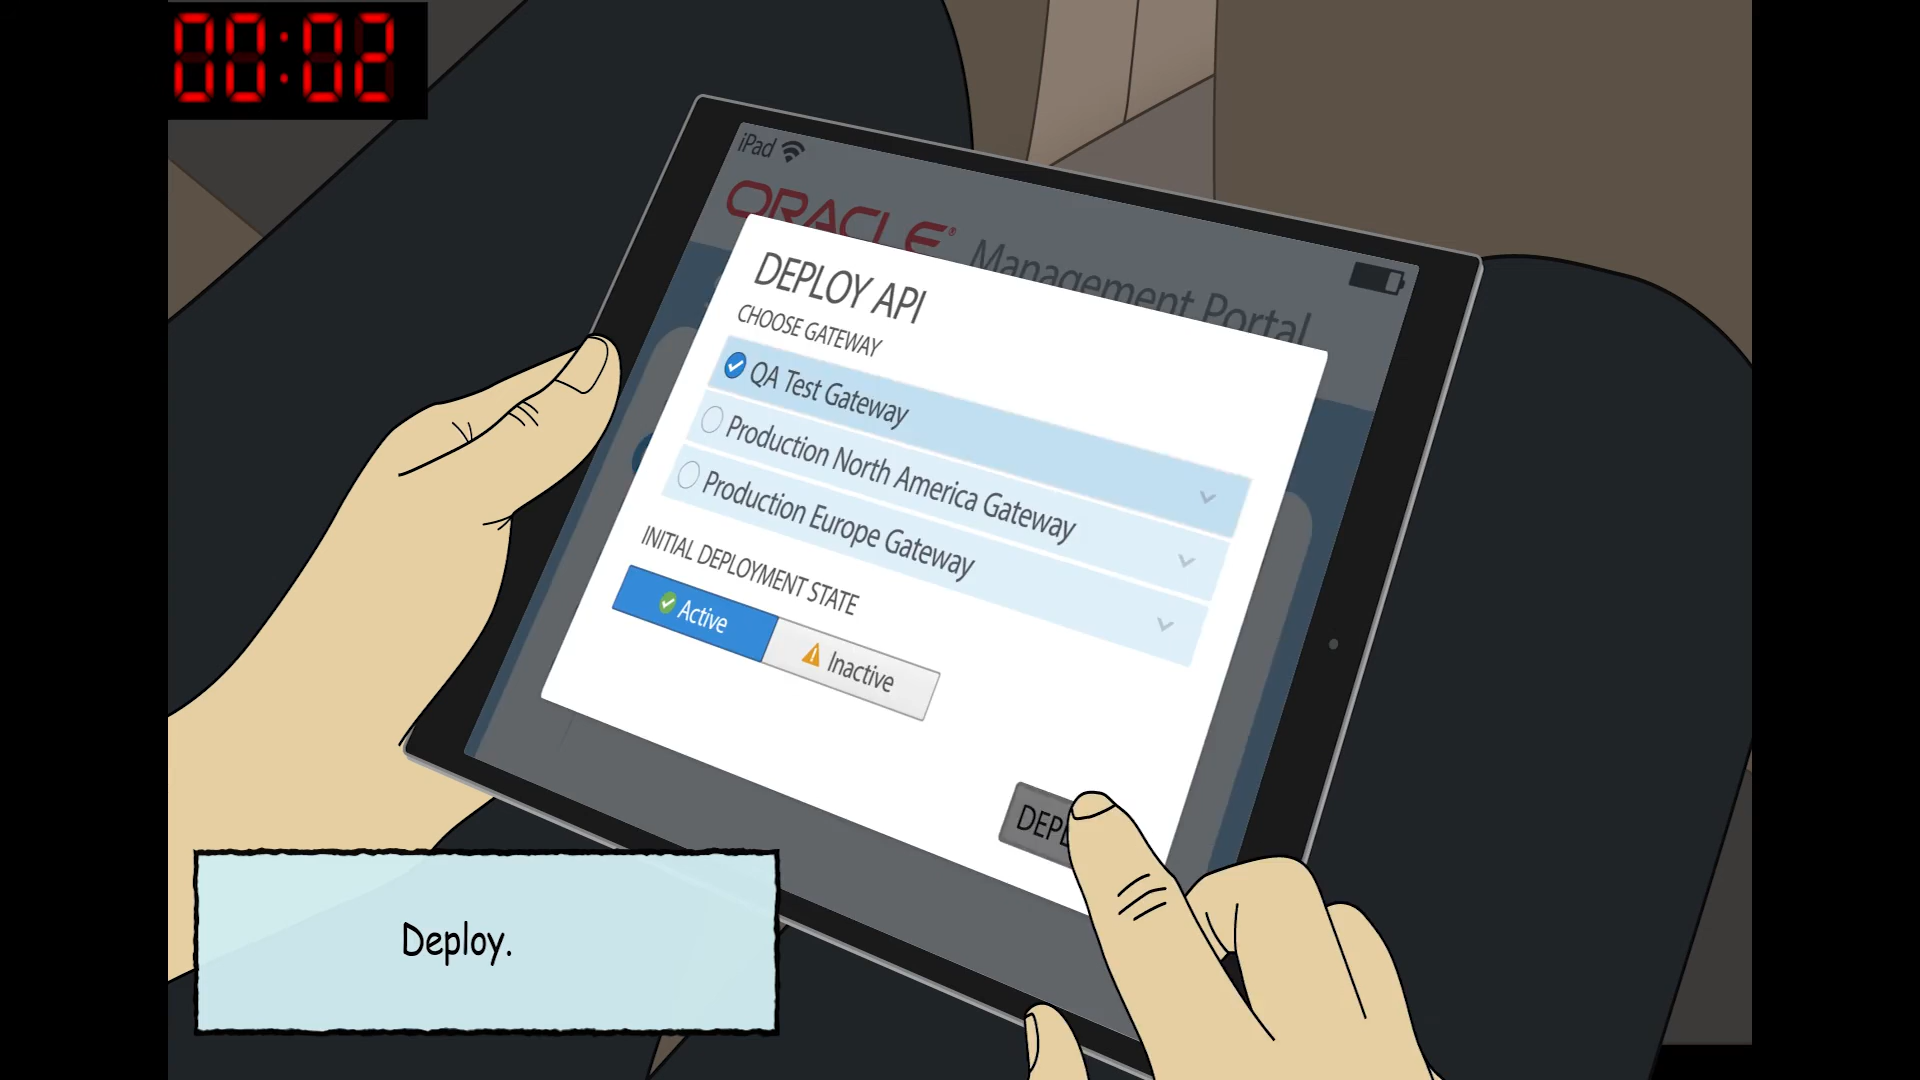 00:02
iPad
ORACLE®
Management Portal
DEPLOY API
CHOOSE GATEWAY
QA Test Gateway
Production North America Gateway
Production Europe Gateway
INITIAL DEPLOYMENT STATE
Active
Inactive
DEPL
Deploy.